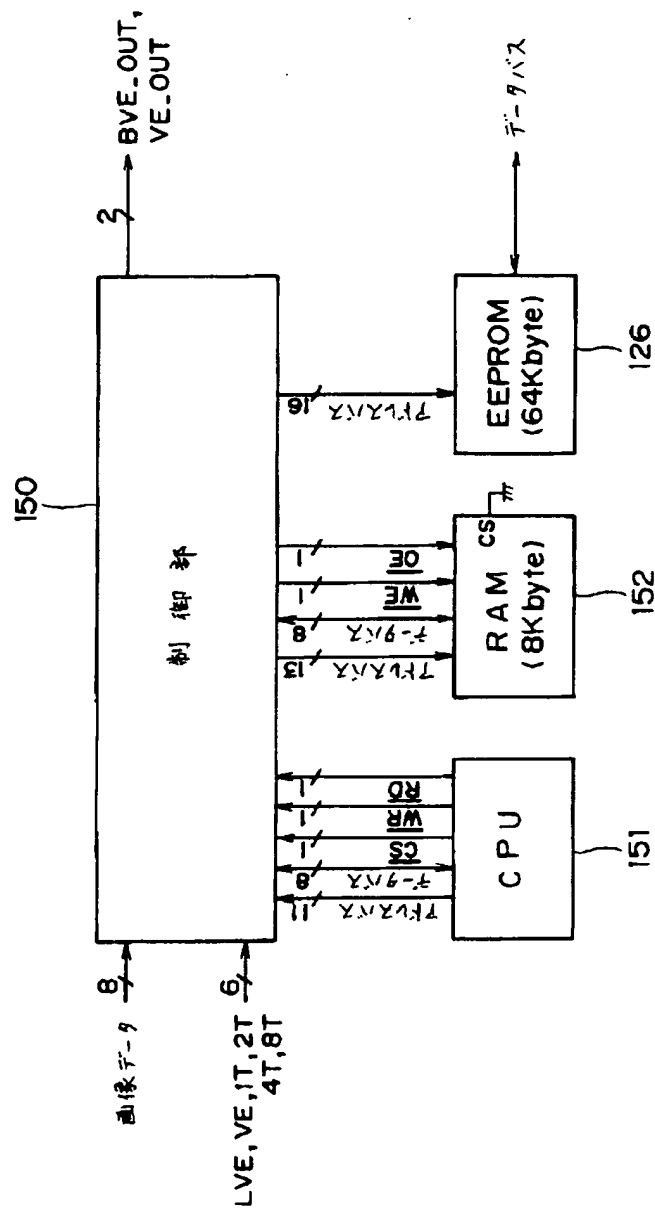 150
画像データ
8
LVE, VE, 1T, 2T
4T, 8T
6
制御部
2
BVE_OUT,
VE_OUT
11
アドレスバス
8
データバス
1
CS
1
WR
1
RD
13
アドレスバス
8
データバス
1
WE
1
OE
16
アドレスバス
CPU
151
RAM
(8Kbyte)
CS
152
EEPROM
(64Kbyte)
126
データバス